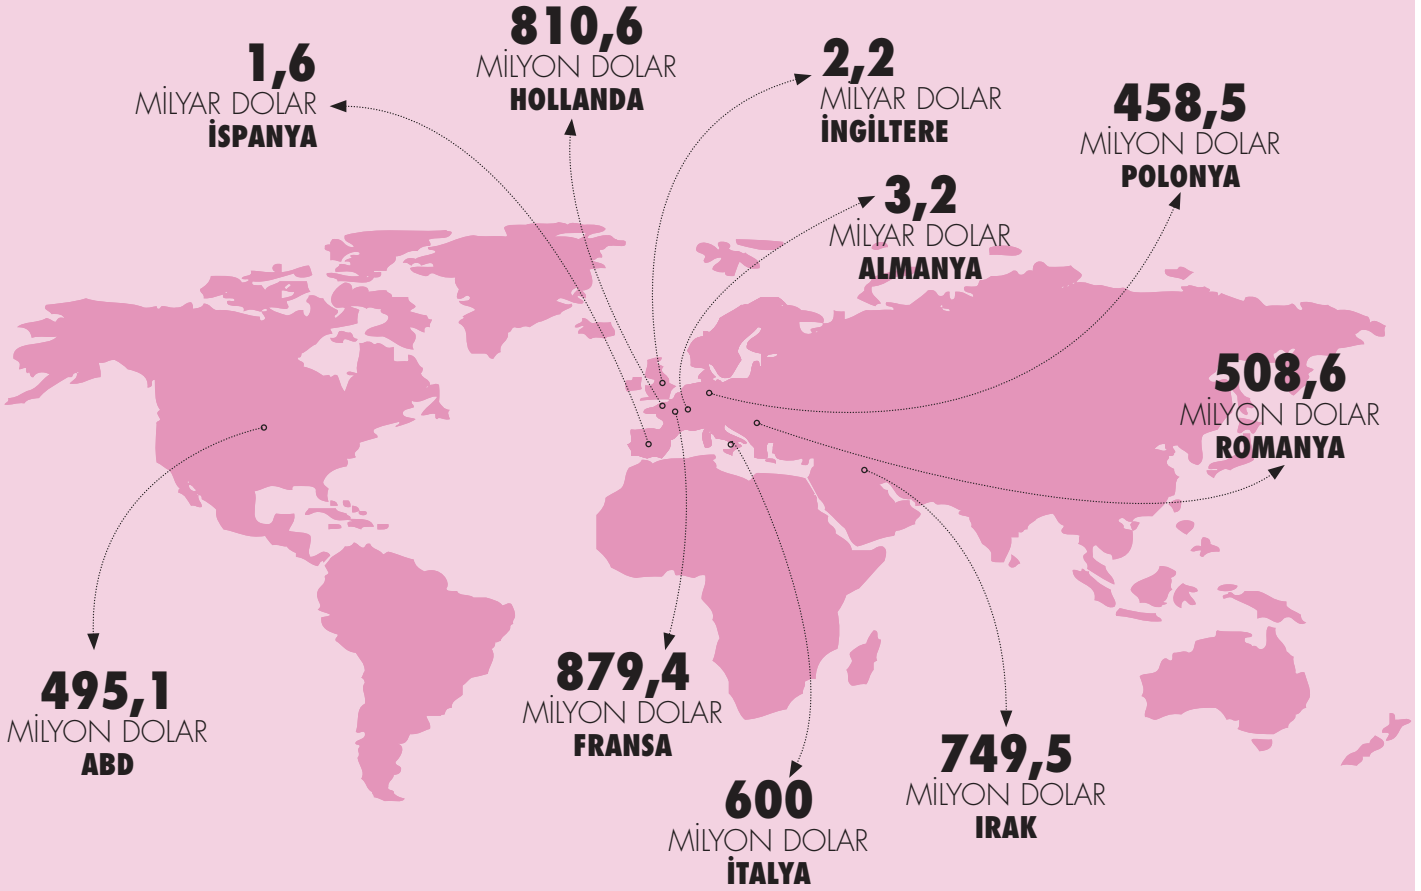 1,6
MİLYAR DOLAR
İSPANYA
810,6
MİLYON DOLAR
HOLLANDA
2,2
MİLYAR DOLAR
İNGİLTERE
458,5
MİLYON DOLAR
POLONYA
3,2
MİLYAR DOLAR
ALMANYA
508,6
MİLYON DOLAR
ROMANYA
495,1
MİLYON DOLAR
ABD
879,4
MİLYON DOLAR
FRANSA
600
MİLYON DOLAR
İTALYA
749,5
MİLYON DOLAR
IRAK